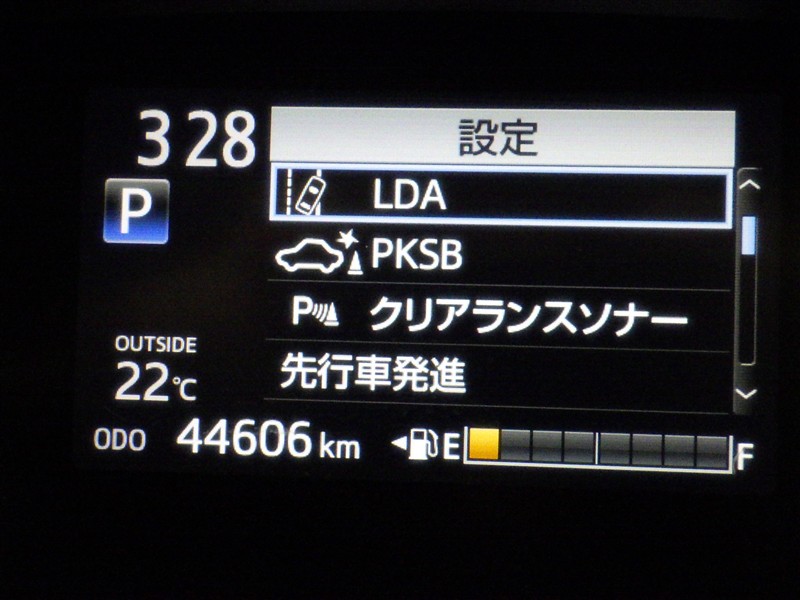 3 28
設定
P
LDA
PKSB
P クリアランスソナー
先行車発進
OUTSIDE
22℃
ODO 44606 km
E F